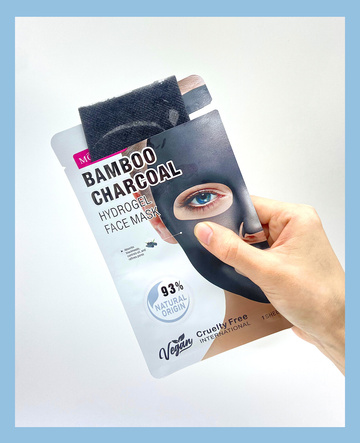 BAMBOO
CHARCOAL
HYDROGEL
FACE MASK
93%
NATURAL
ORIGIN
Vegan
Cruelty Free
INTERNATIONAL